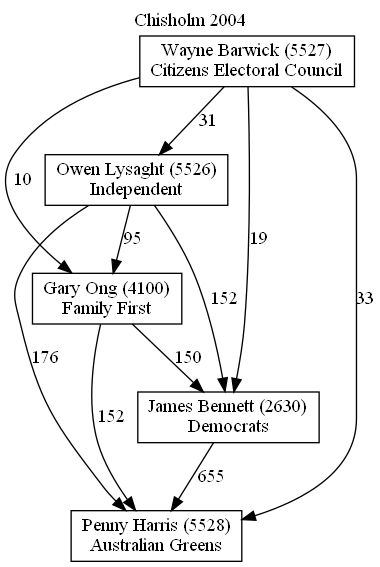 Chisholm 2004
Wayne Barwick (5527)
Citizens Electoral Council
31
Owen Lysaght (5526)
Independent
10
95
19
Gary Ong (4100)
Family First
152
33
176
150
152
James Bennett (2630)
Democrats
655
Penny Harris (5528)
Australian Greens